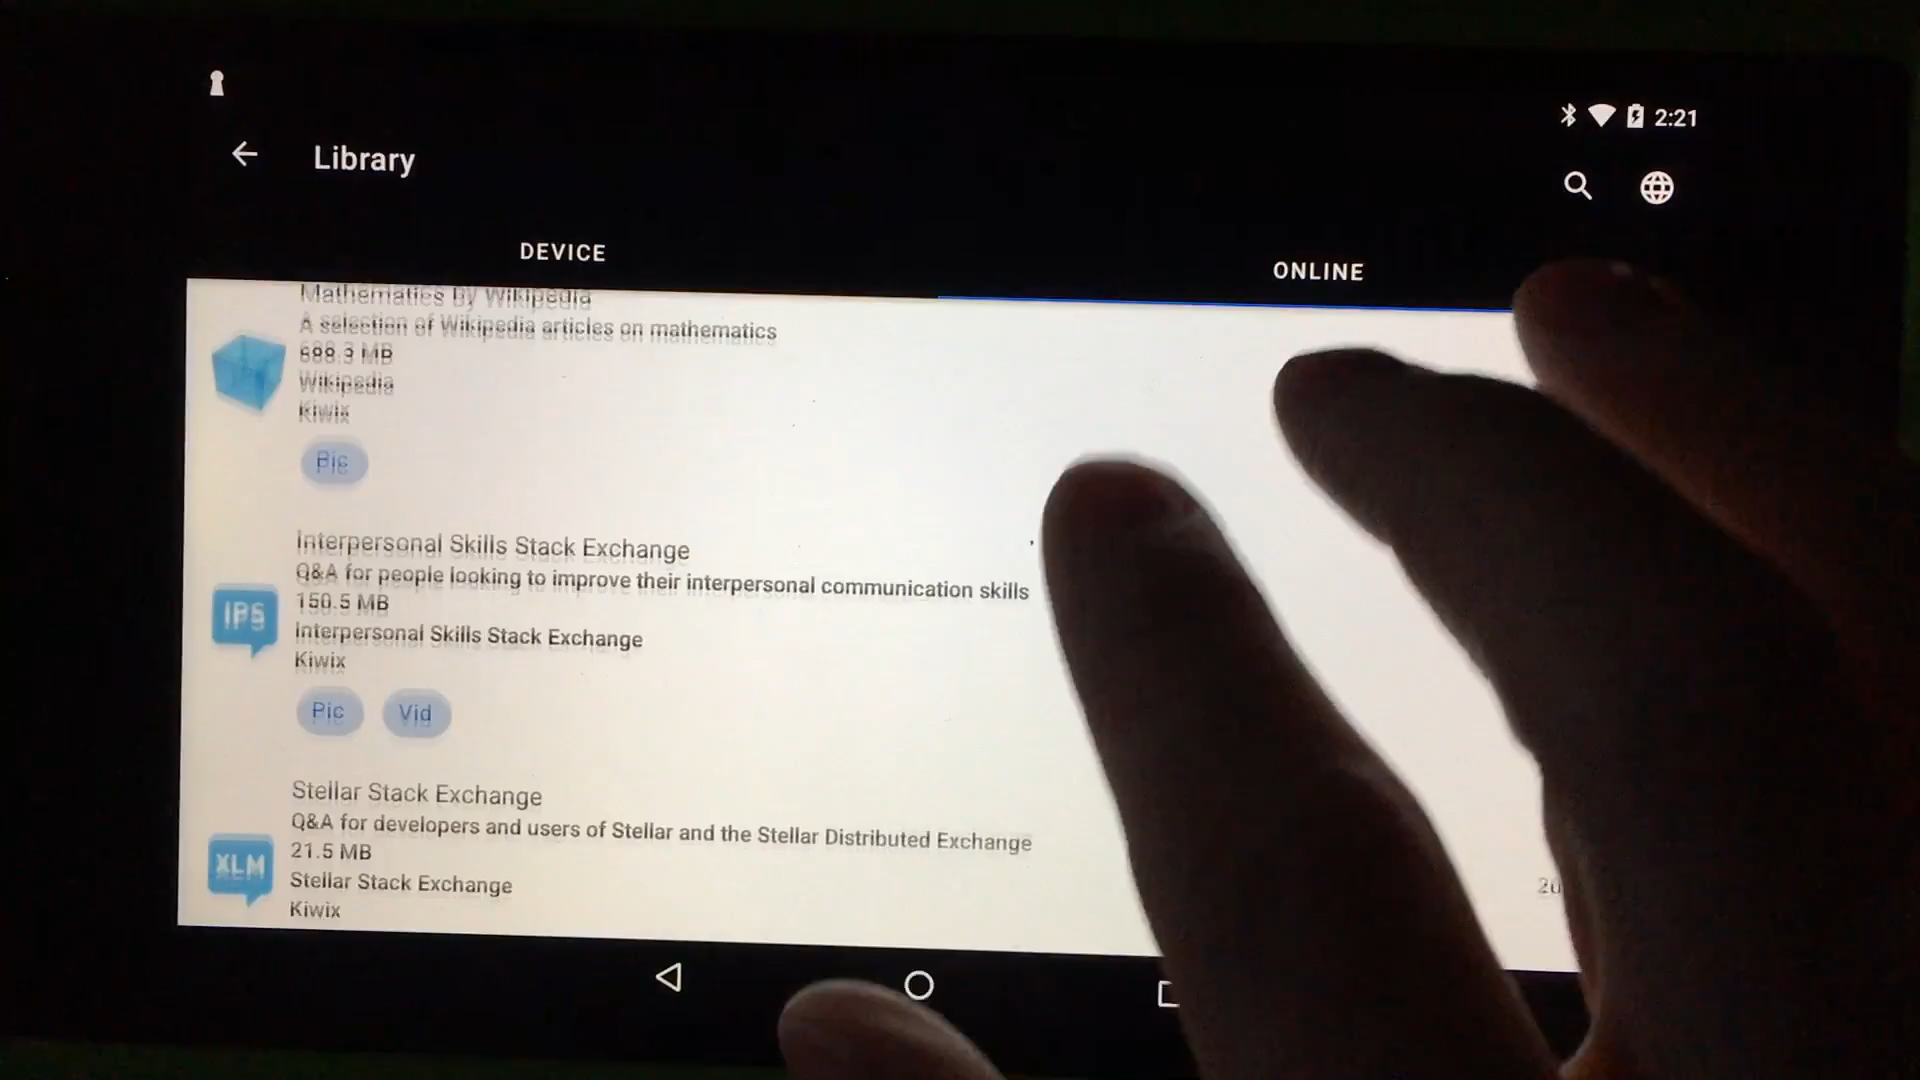 2:21
Library
DEVICE
ONLINE
Mathematics by Wikipedia
A selection of Wikipedia articles on mathematics
MB
Wikipedia
Kiwix
Pic
Interpersonal Skills Stack Exchange
Q&A for people looking to improve their interpersonal communication skills
IPS
150.5 MB
Interpersonal Skills Stack Exchange
Kiwix
Pic
Vid
Stellar Stack Exchange
Q&A for developers and users of Stellar and the Stellar Distributed Exchange
XLM
21.5 MB
Stellar Stack Exchange
Kiwix